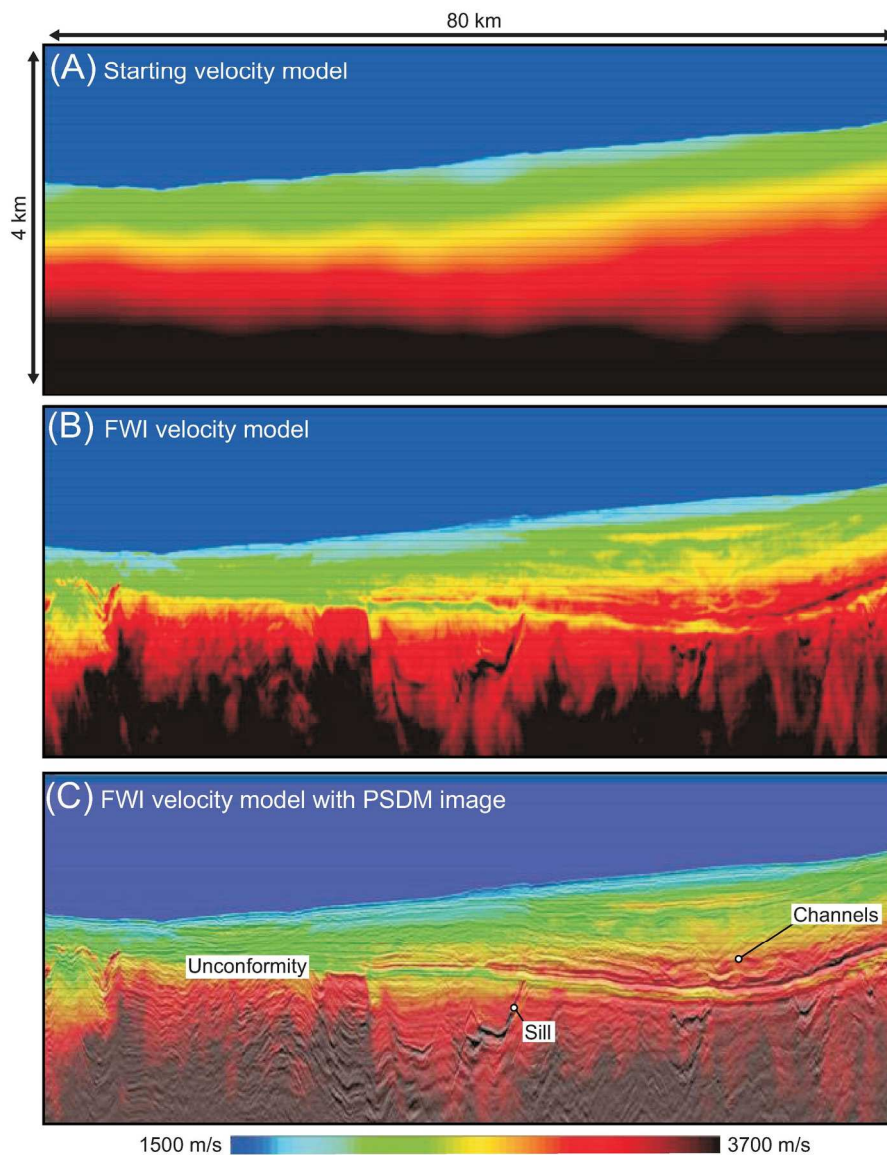 80 km
(A) Starting velocity model
4 km
(B) FWI velocity model
(C) FWI velocity model with PSDM image
Channels
Unconformity
Sill
1500 m/s
3700 m/s